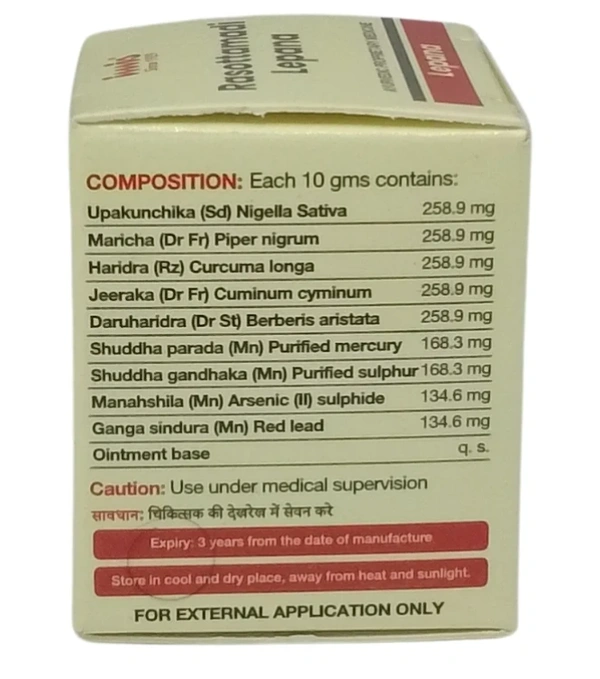 Since 1979
Rasottamadi
Lepana
AYURVEDIC PROPRIETARY MEDICINE
Lepana
COMPOSITION: Each 10 gms contains:
Upakunchika (Sd) Nigella Sativa 258.9 mg
Maricha (Dr Fr) Piper nigrum 258.9 mg
Haridra (Rz) Curcuma longa 258.9 mg
Jeeraka (Dr Fr) Cuminum cyminum 258.9 mg
Daruharidra (Dr St) Berberis aristata 258.9 mg
Shuddha parada (Mn) Purified mercury 168.3 mg
Shuddha gandhaka (Mn) Purified sulphur 168.3 mg
Manahshila (Mn) Arsenic (II) sulphide 134.6 mg
Ganga sindura (Mn) Red lead 134.6 mg
Ointment base q. s.
Caution: Use under medical supervision
सावधान: चिकित्सक की देखरेख में सेवन करे
Expiry: 3 years from the date of manufacture
Store in cool and dry place, away from heat and sunlight.
FOR EXTERNAL APPLICATION ONLY